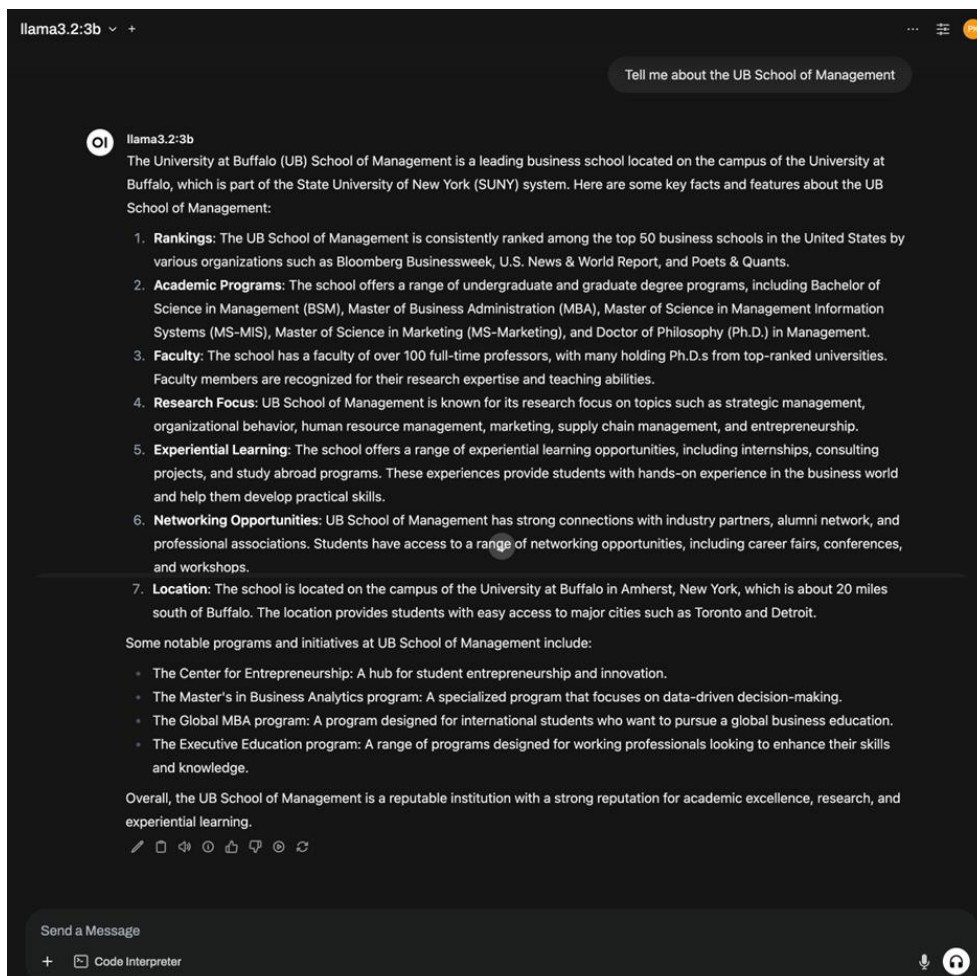 llama3.2:3b
Tell me about the UB School of Management
OI llama3.2:3b
The University at Buffalo (UB) School of Management is a leading business school located on the campus of the University at
Buffalo, which is part of the State University of New York (SUNY) system. Here are some key facts and features about the UB
School of Management:
1. Rankings: The UB School of Management is consistently ranked among the top 50 business schools in the United States by
various organizations such as Bloomberg Businessweek, U.S. News & World Report, and Poets & Quants.
2. Academic Programs: The school offers a range of undergraduate and graduate degree programs, including Bachelor of
Science in Management (BSM), Master of Business Administration (MBA), Master of Science in Management Information
Systems (MS-MIS), Master of Science in Marketing (MS-Marketing), and Doctor of Philosophy (Ph.D.) in Management.
3. Faculty: The school has a faculty of over 100 full-time professors, with many holding Ph.D.s from top-ranked universities.
Faculty members are recognized for their research expertise and teaching abilities.
4. Research Focus: UB School of Management is known for its research focus on topics such as strategic management,
organizational behavior, human resource management, marketing, supply chain management, and entrepreneurship.
5. Experiential Learning: The school offers a range of experiential learning opportunities, including internships, consulting
projects, and study abroad programs. These experiences provide students with hands-on experience in the business world
and help them develop practical skills.
6. Networking Opportunities: UB School of Management has strong connections with industry partners, alumni network, and
professional associations. Students have access to a range of networking opportunities, including career fairs, conferences,
and workshops.
7. Location: The school is located on the campus of the University at Buffalo in Amherst, New York, which is about 20 miles
south of Buffalo. The location provides students with easy access to major cities such as Toronto and Detroit.
Some notable programs and initiatives at UB School of Management include:
• The Center for Entrepreneurship: A hub for student entrepreneurship and innovation.
• The Master's in Business Analytics program: A specialized program that focuses on data-driven decision-making.
• The Global MBA program: A program designed for international students who want to pursue a global business education.
• The Executive Education program: A range of programs designed for working professionals looking to enhance their skills
and knowledge.
Overall, the UB School of Management is a reputable institution with a strong reputation for academic excellence, research, and
experiential learning.
Send a Message
Code Interpreter